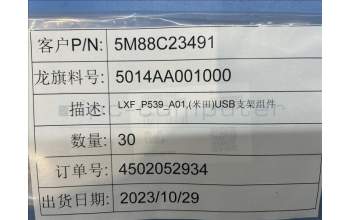 客户P/N: 5M88C23491
龙旗料号: 5014AA001000
描述: LXF_P539_A01,(米田)USB支架组件
数量: 30
订单号: 4502052934
出货日期: 2023/10/29